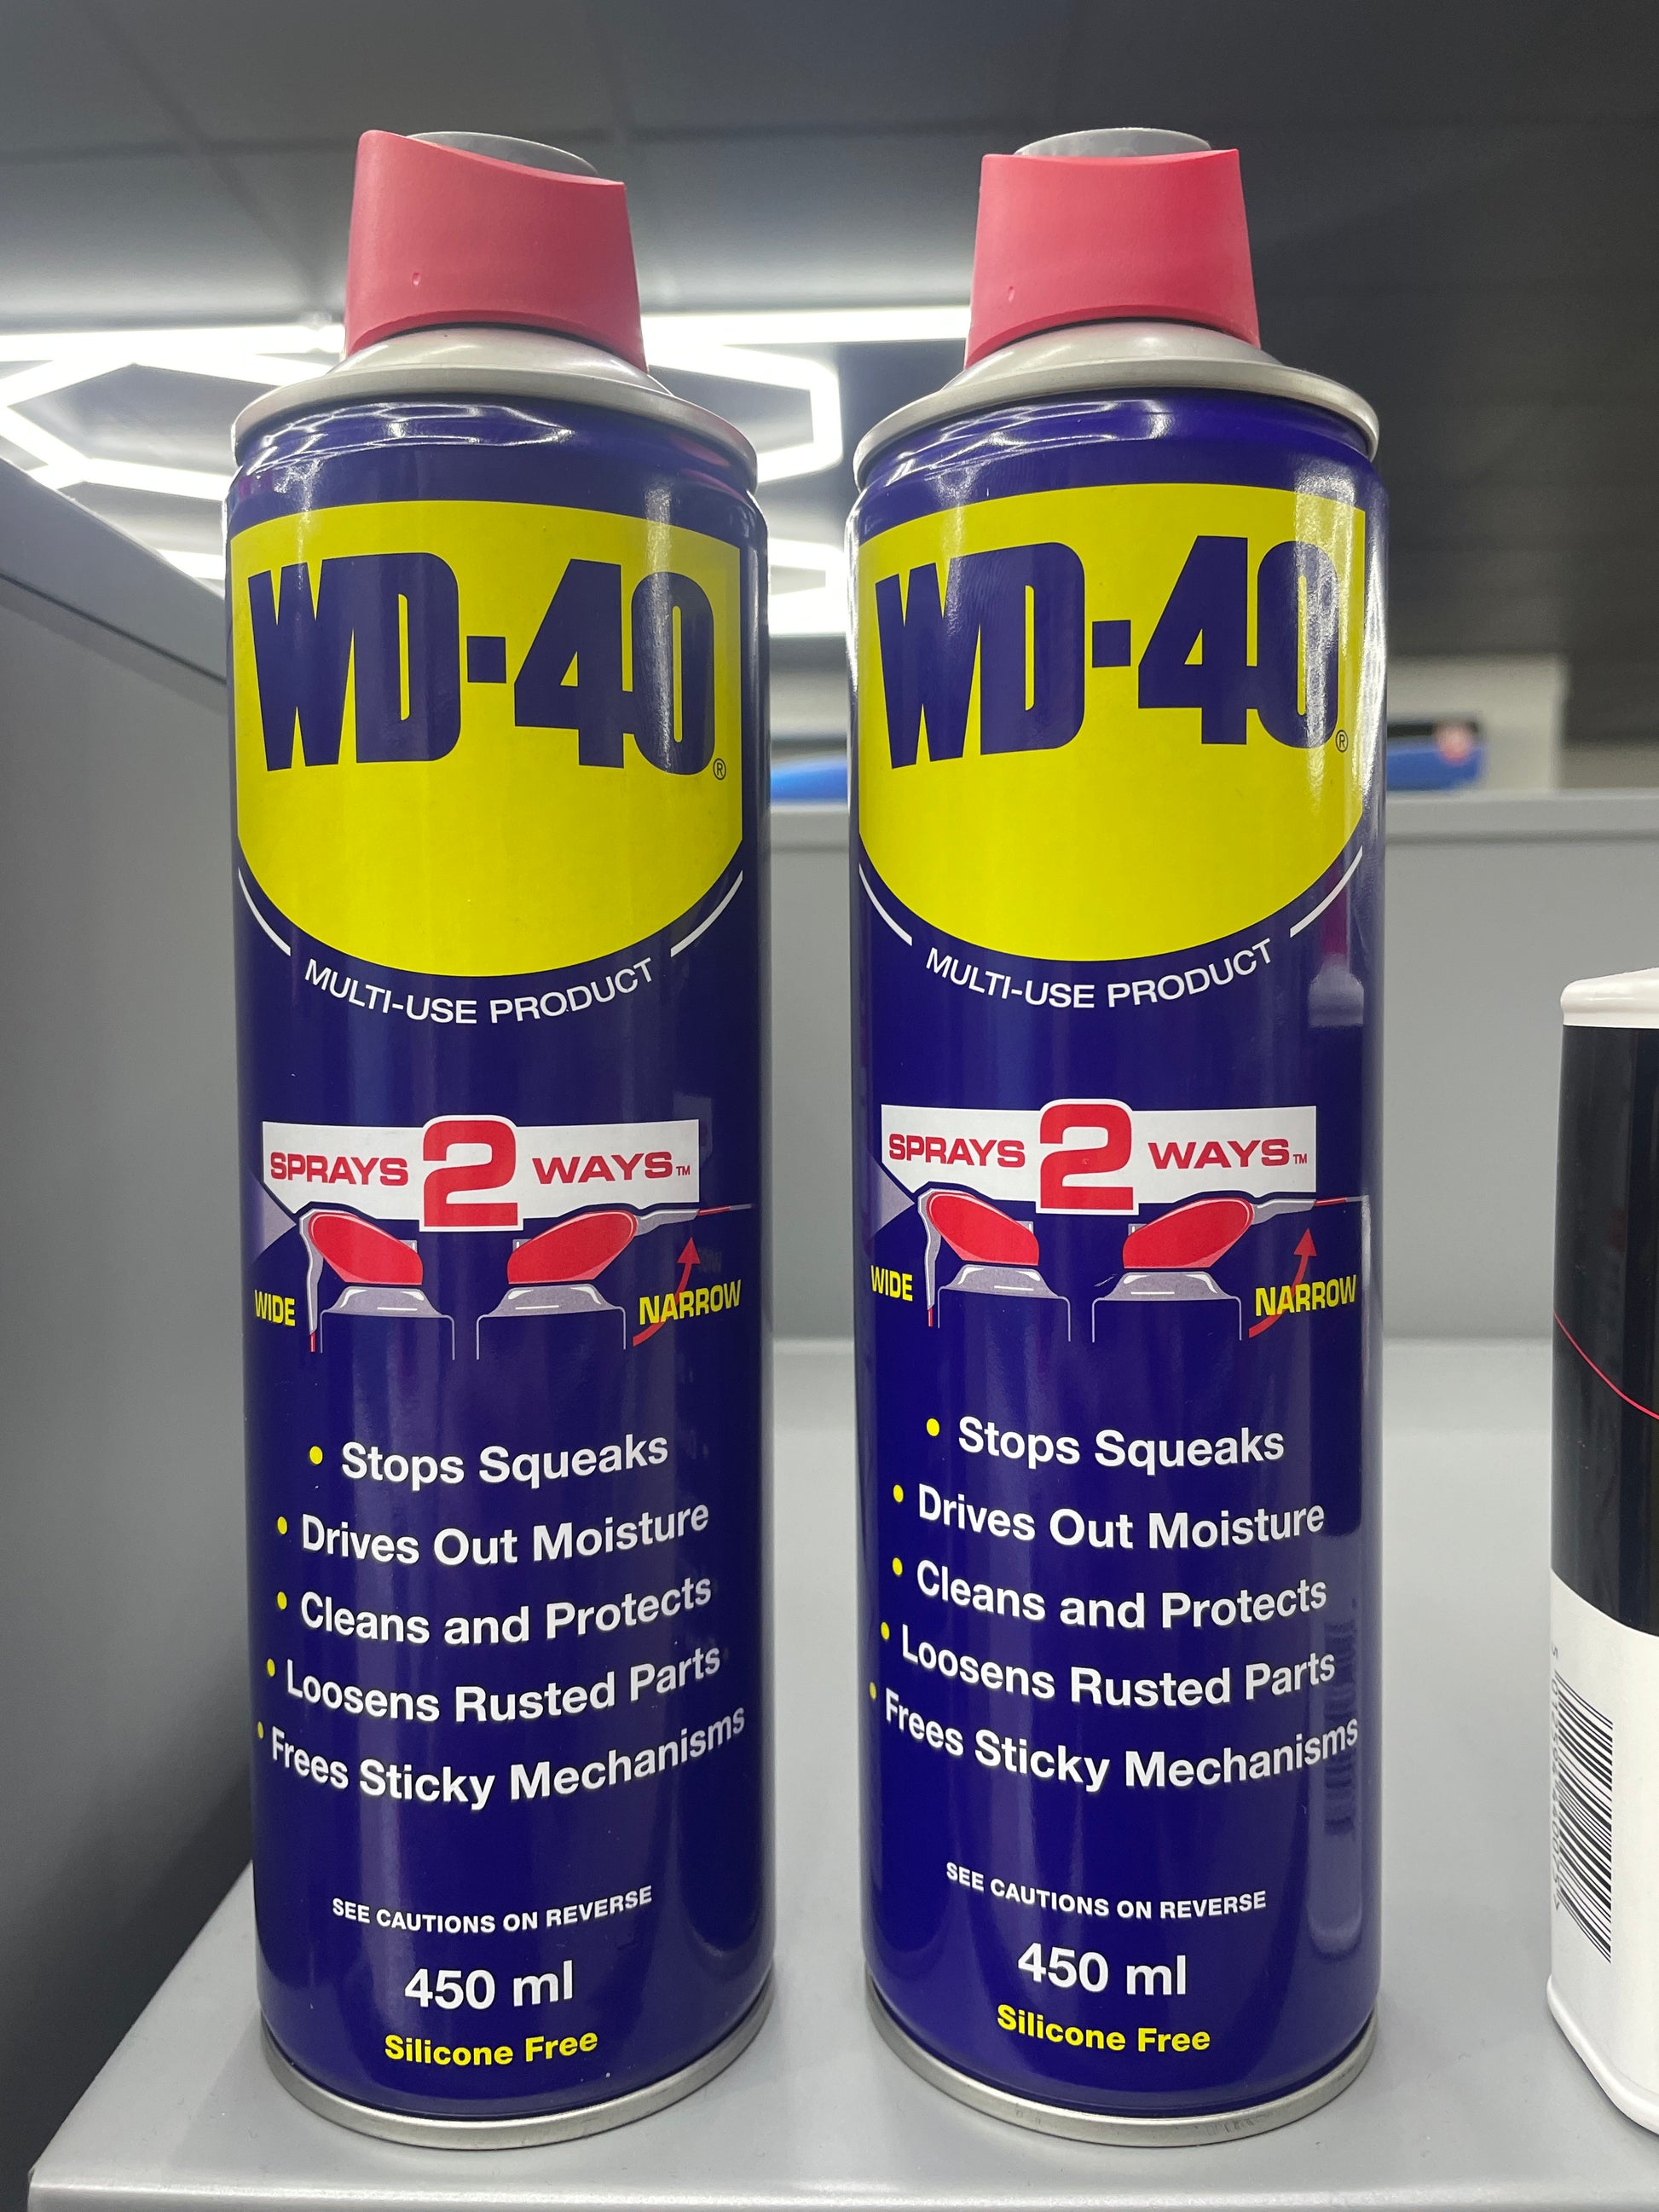 WD-40®
MULTI-USE PRODUCT
SPRAYS 2 WAYS™
WIDE
NARROW
• Stops Squeaks
• Drives Out Moisture
• Cleans and Protects
• Loosens Rusted Parts
• Frees Sticky Mechanisms
SEE CAUTIONS ON REVERSE
450 ml
Silicone Free
WD-40®
MULTI-USE PRODUCT
SPRAYS 2 WAYS™
WIDE
NARROW
• Stops Squeaks
• Drives Out Moisture
• Cleans and Protects
• Loosens Rusted Parts
• Frees Sticky Mechanisms
SEE CAUTIONS ON REVERSE
450 ml
Silicone Free